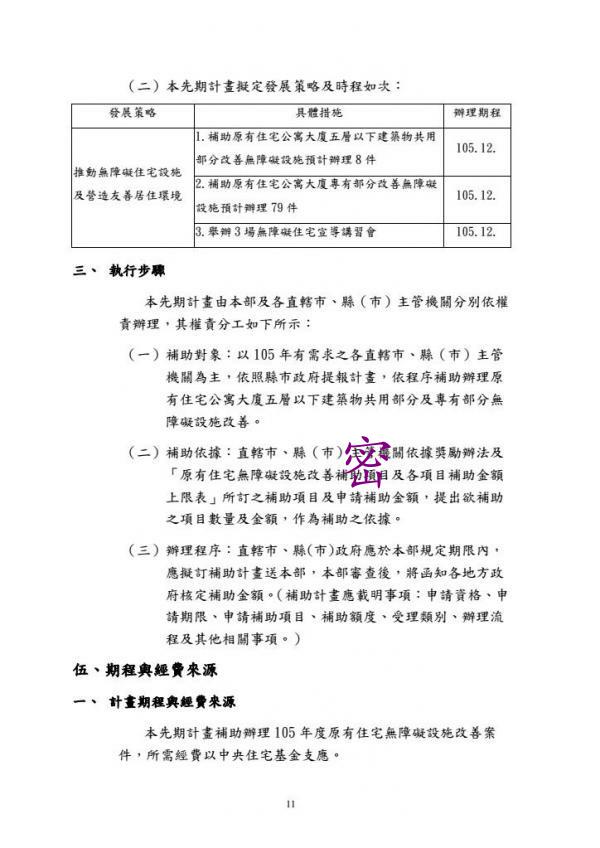 （二）本先期計畫擬定發展策略及時程如次：
發展策略 具體措施 辦理期程
推動無障礙住宅設施
及營造友善居住環境
1.補助原有住宅公寓大廈五層以下建築物共用
部分改善無障礙設施預計辦理8件
105.12.
2.補助原有住宅公寓大廈專有部分改善無障礙
設施預計辦理79件
105.12.
3.舉辦3場無障礙住宅宣導講習會 105.12.
三、 執行步驟
本先期計畫由本部及各直轄市、縣（市）主管機關分別依權
責辦理，其權責分工如下所示：
（一）補助對象：以105年有需求之各直轄市、縣（市）主管
機關為主，依照縣市政府提報計畫，依程序補助辦理原
有住宅公寓大廈五層以下建築物共用部分及專有部分無
障礙設施改善。
（二）補助依據：直轄市、縣（市）主管機關依據獎勵辦法及
「原有住宅無障礙設施改善補助項目及各項目補助金額
上限表」所訂之補助項目及申請補助金額，提出欲補助
之項目數量及金額，作為補助之依據。
密
（三）辦理程序：直轄市、縣(市)政府應於本部規定期限內，
應擬訂補助計畫送本部，本部審查後，將函知各地方政
府核定補助金額。(補助計畫應載明事項：申請資格、申
請期限、申請補助項目、補助額度、受理類別、辦理流
程及其他相關事項。)
伍、期程與經費來源
一、 計畫期程與經費來源
本先期計畫補助辦理105年度原有住宅無障礙設施改善案
件，所需經費以中央住宅基金支應。
11